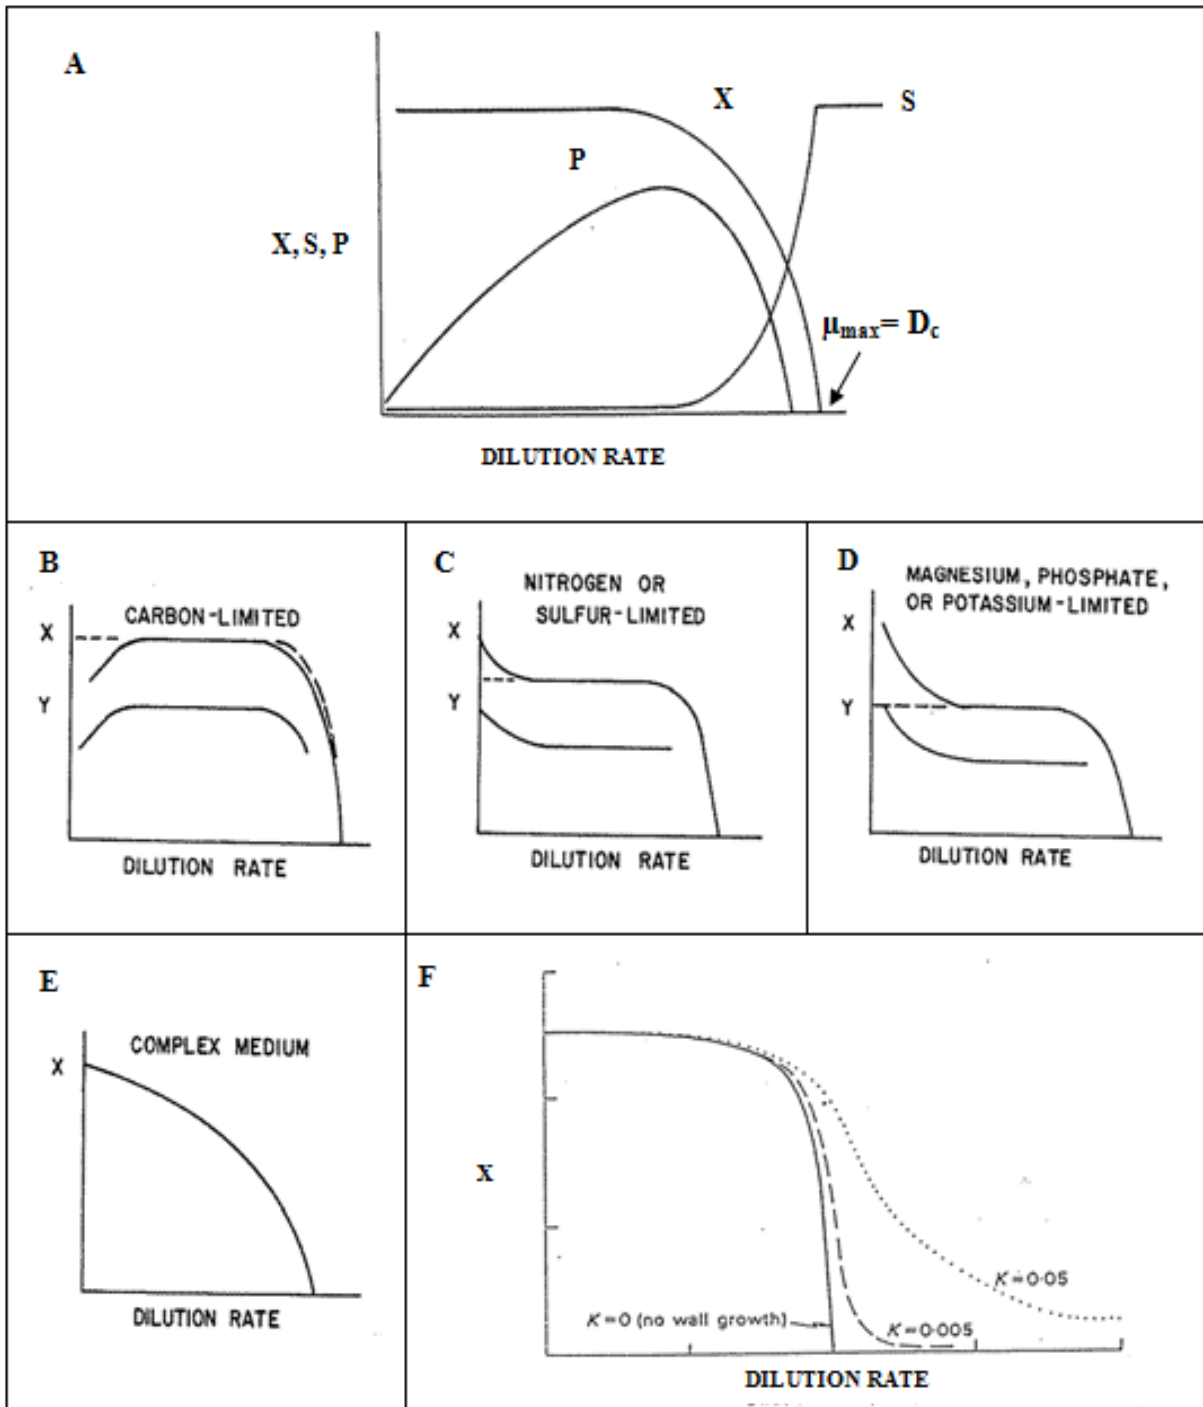 A
X
S
P
X, S, P
μmax= Dc
DILUTION RATE
B
CARBON-LIMITED
X
Y
DILUTION RATE
C
NITROGEN OR
SULFUR-LIMITED
X
Y
DILUTION RATE
D
MAGNESIUM, PHOSPHATE,
OR POTASSIUM-LIMITED
X
Y
DILUTION RATE
E
COMPLEX MEDIUM
X
DILUTION RATE
F
X
K=0·05
K=0 (no wall growth)
K=0·005
DILUTION RATE